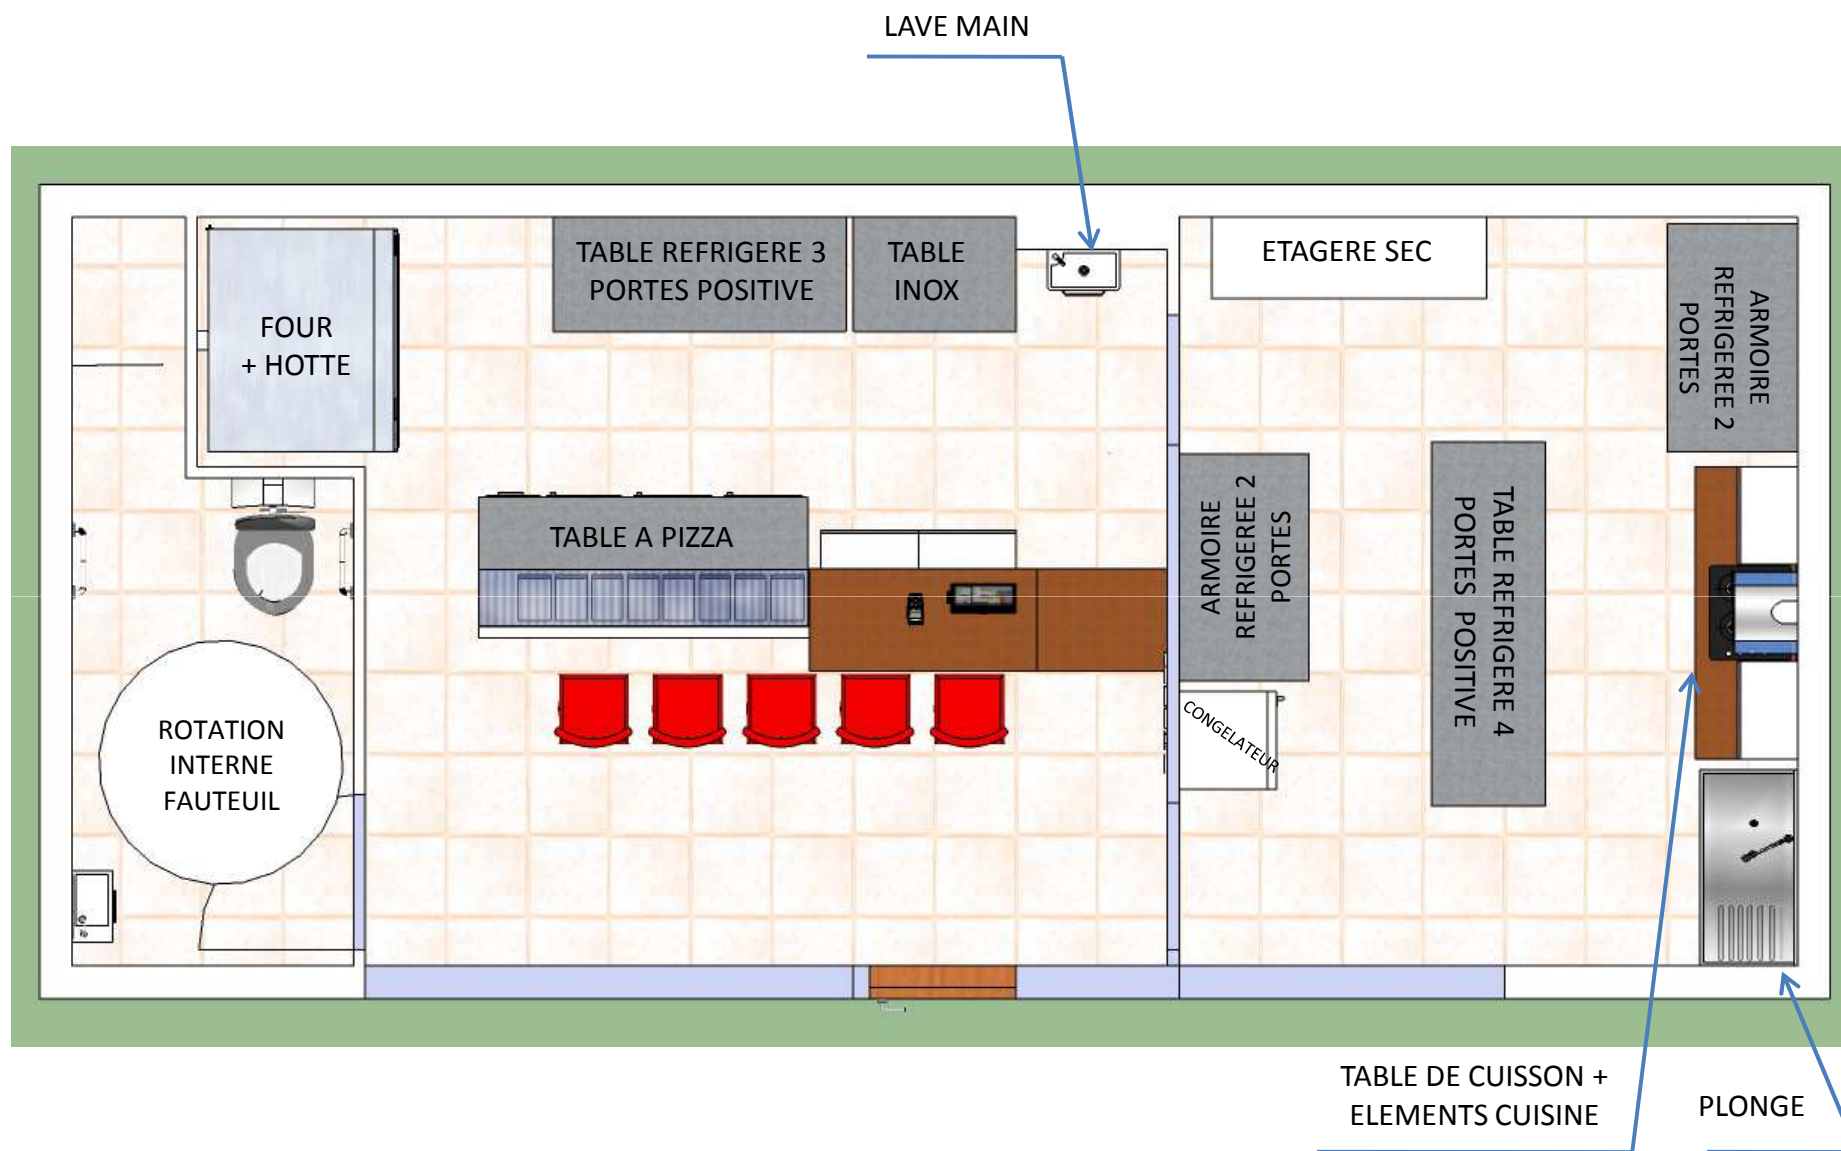 LAVE MAIN
TABLE REFRIGERE 3
PORTES POSITIVE
TABLE
INOX
ETAGERE SEC
ARMOIRE
REFRIGEREE 2
PORTES
FOUR
+ HOTTE
TABLE A PIZZA
ARMOIRE
REFRIGEREE 2
PORTES
TABLE REFRIGERE 4
PORTES POSITIVE
CONGELATEUR
ROTATION
INTERNE
FAUTEUIL
TABLE DE CUISSON +
ELEMENTS CUISINE
PLONGE